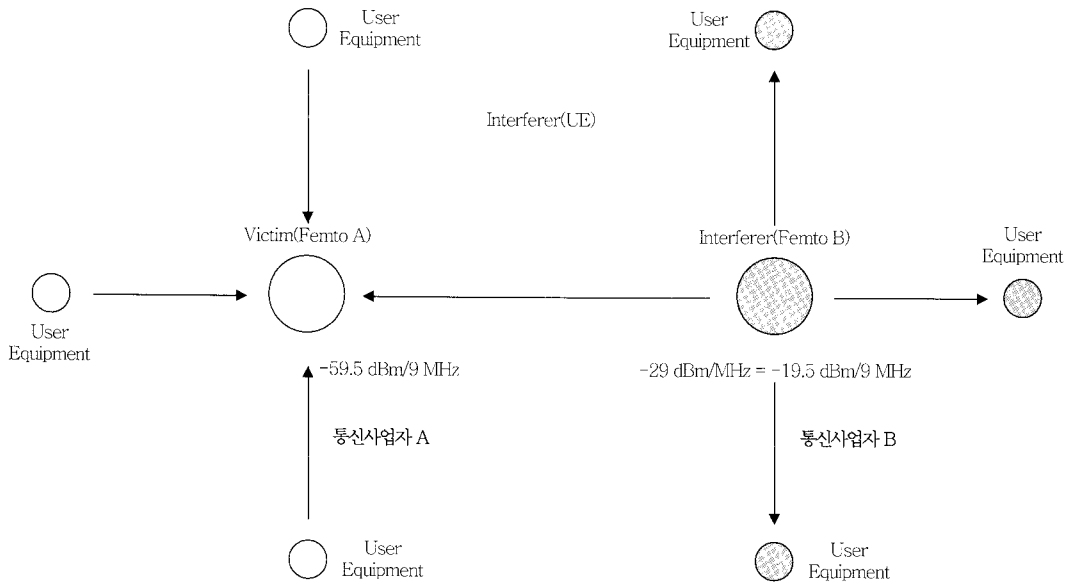 User
Equipment
User
Equipment
Interferer(UE)
Victim(Femto A)
Interferer(Femto B)
User
Equipment
User
Equipment
-59.5 dBm/9 MHz
-29 dBm/MHz = -19.5 dBm/9 MHz
통신사업자 A
통신사업자 B
User
Equipment
User
Equipment